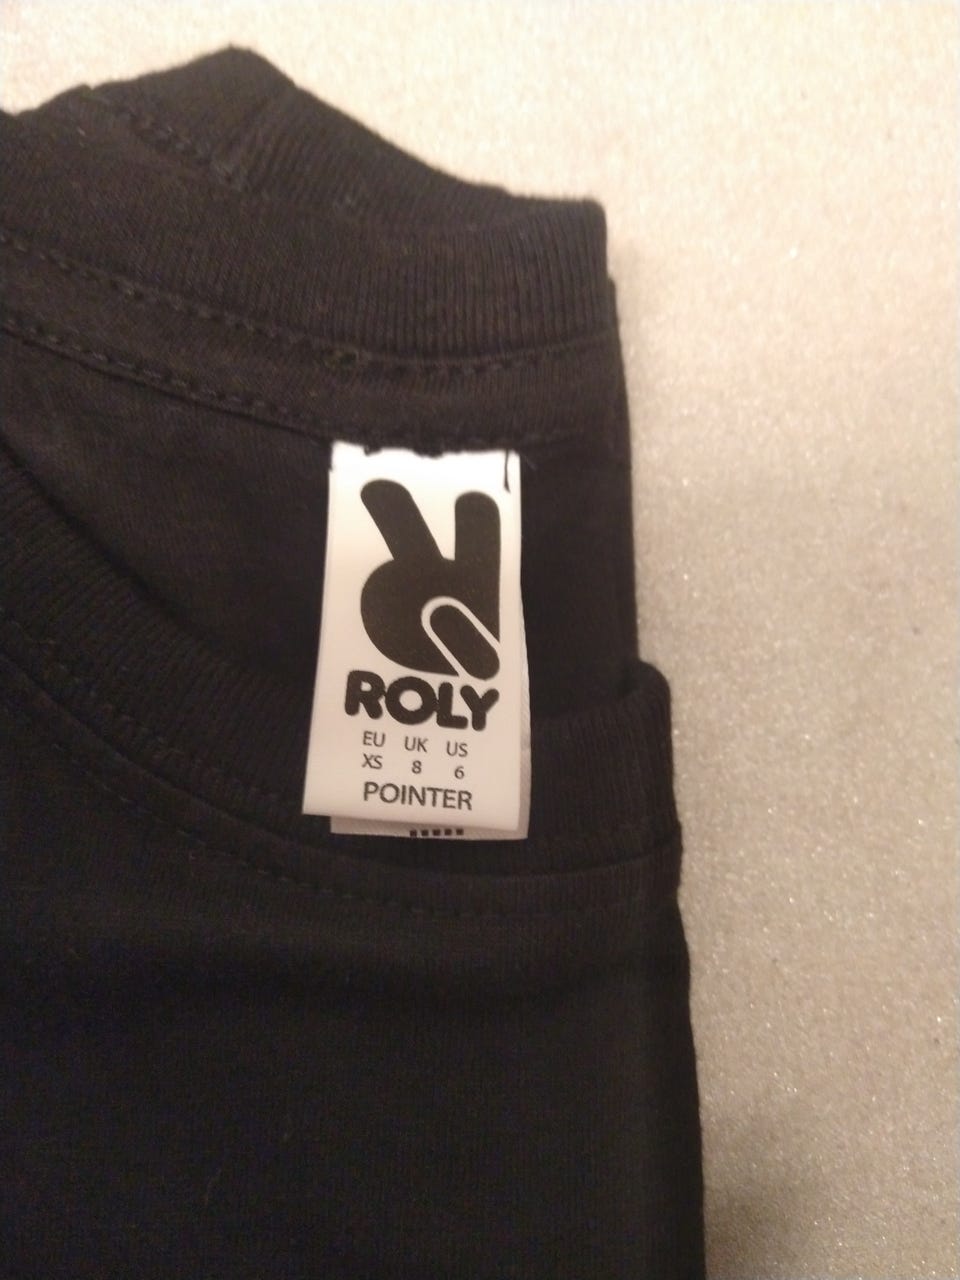 ROLY
EU UK US
XS 8 6
POINTER